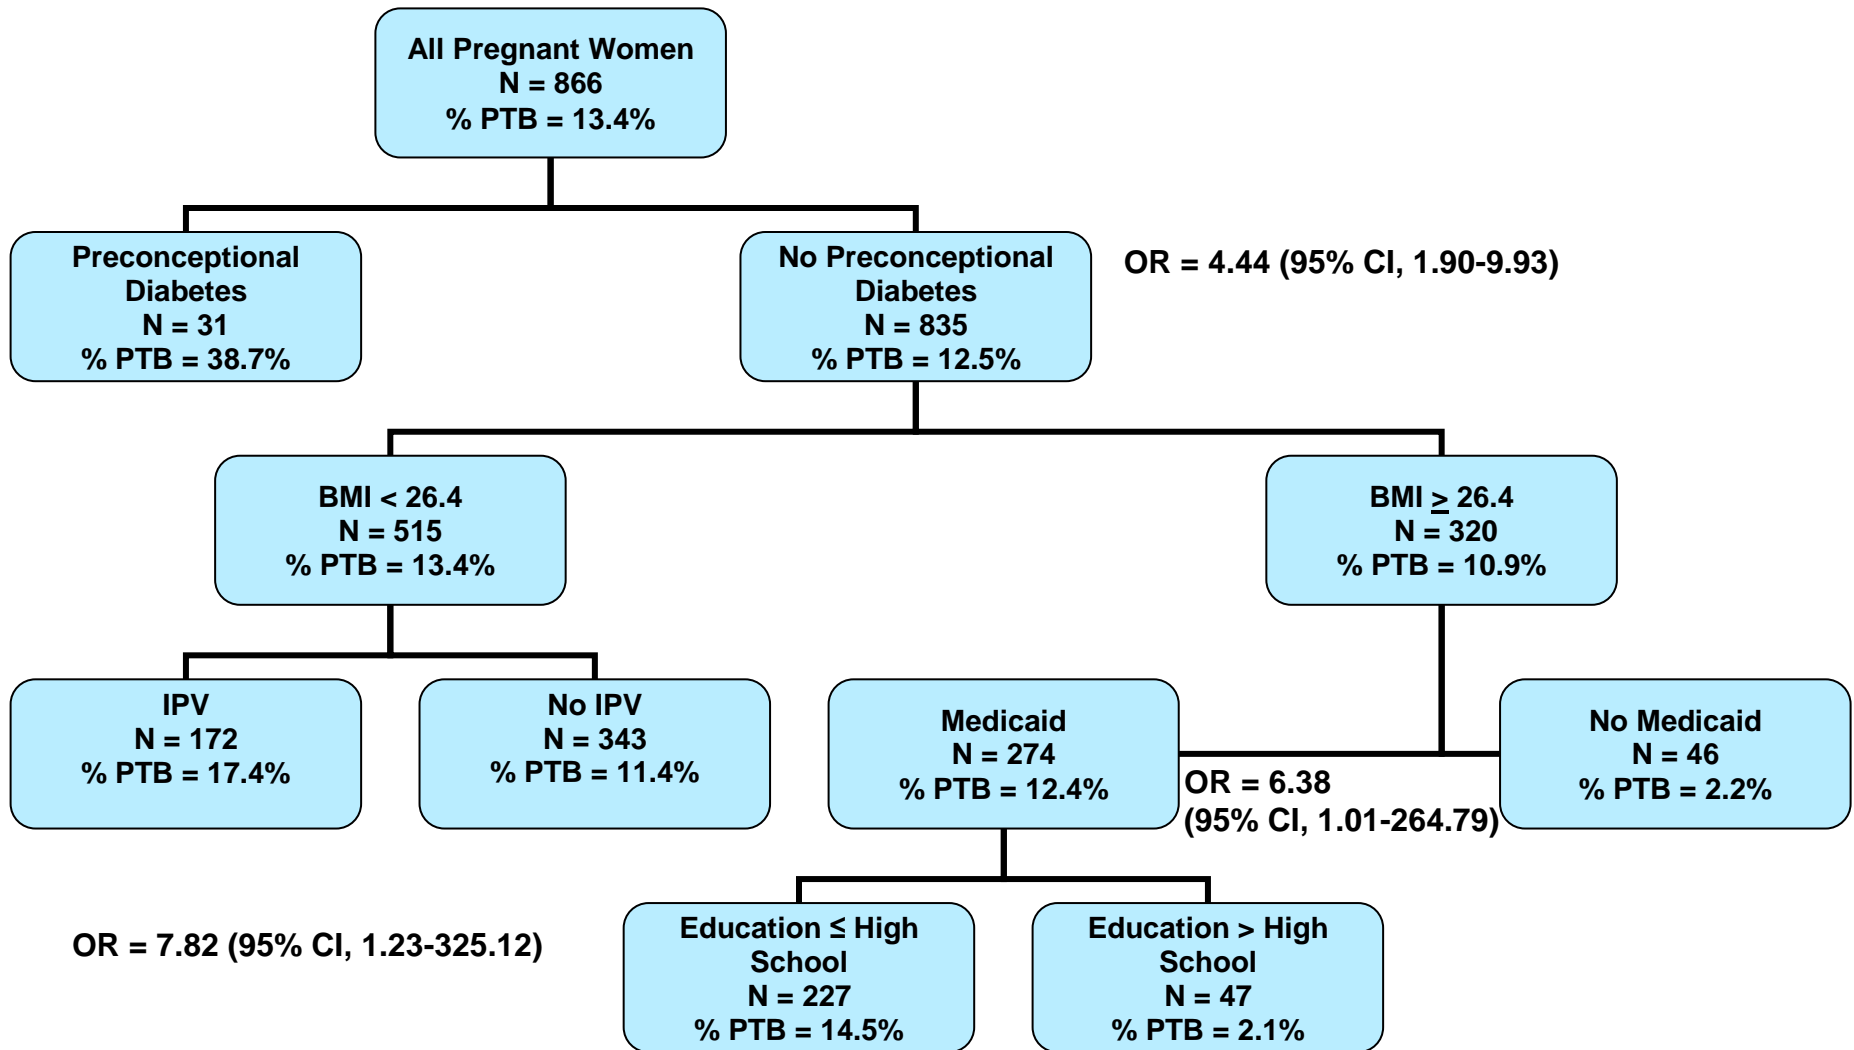 All Pregnant Women
N = 866
% PTB = 13.4%
Preconceptional
Diabetes
N = 31
% PTB = 38.7%
No Preconceptional
Diabetes
N = 835
% PTB = 12.5%
OR = 4.44 (95% CI, 1.90-9.93)
BMI < 26.4
N = 515
% PTB = 13.4%
BMI ≥ 26.4
N = 320
% PTB = 10.9%
IPV
N = 172
% PTB = 17.4%
No IPV
N = 343
% PTB = 11.4%
Medicaid
N = 274
% PTB = 12.4%
OR = 6.38
(95% CI, 1.01-264.79)
No Medicaid
N = 46
% PTB = 2.2%
OR = 7.82 (95% CI, 1.23-325.12)
Education ≤ High
School
N = 227
% PTB = 14.5%
Education > High
School
N = 47
% PTB = 2.1%